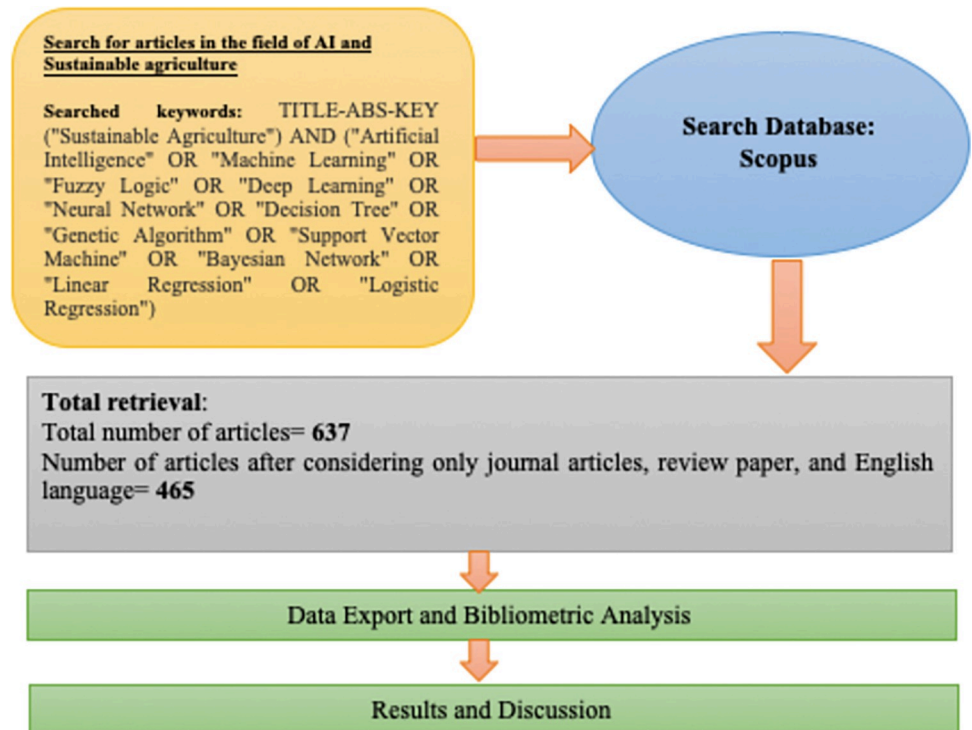 Search for articles in the field of AI and
Sustainable agriculture
Searched keywords: TITLE-ABS-KEY
("Sustainable Agriculture") AND ("Artificial
Intelligence" OR "Machine Learning" OR
"Fuzzy Logic" OR "Deep Learning" OR
"Neural Network" OR "Decision Tree" OR
"Genetic Algorithm" OR "Support Vector
Machine" OR "Bayesian Network" OR
"Linear Regression" OR "Logistic
Regression")
Search Database:
Scopus
Total retrieval:
Total number of articles= 637
Number of articles after considering only journal articles, review paper, and English
language= 465
Data Export and Bibliometric Analysis
Results and Discussion